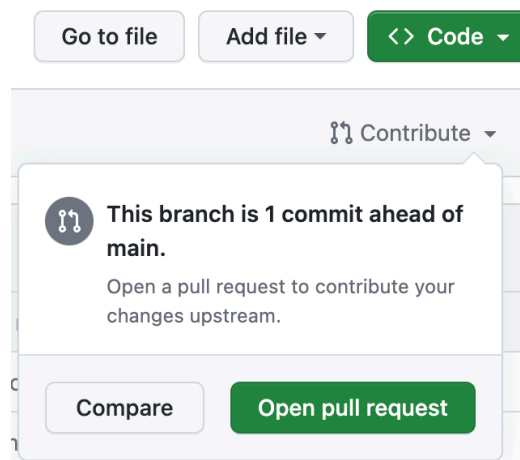 Go to file
Add file
<> Code
Contribute
This branch is 1 commit ahead of
main.
Open a pull request to contribute your
changes upstream.
Compare
Open pull request